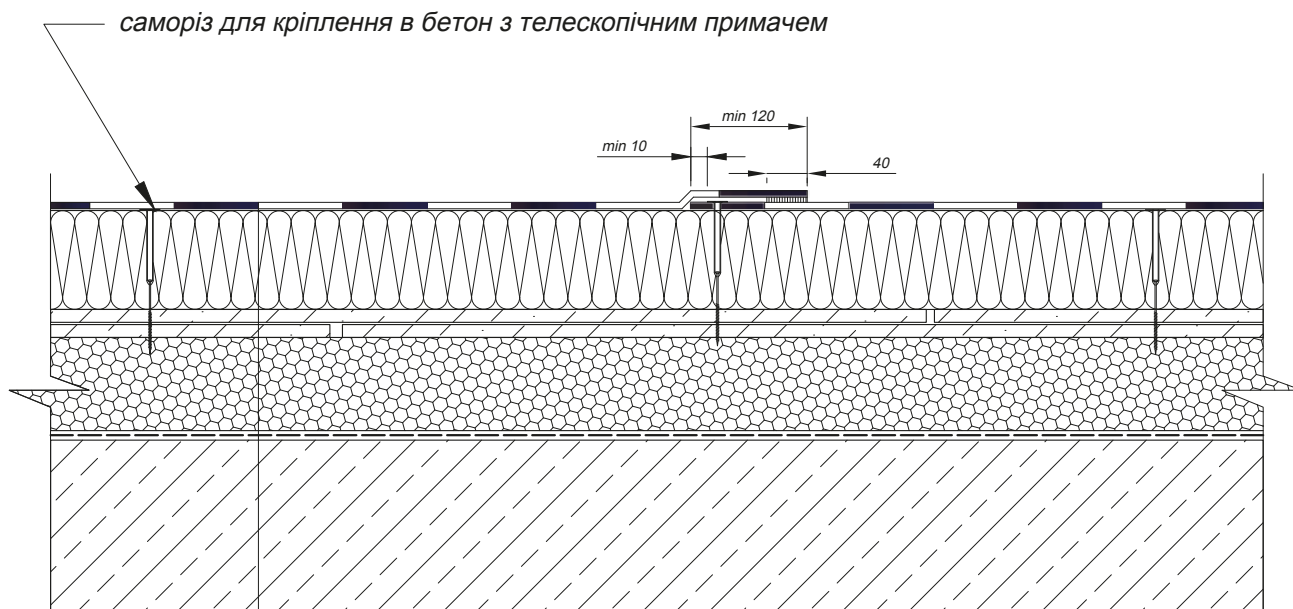 саморіз для кріплення в бетон з телескопічним примачем
min 120
min 10
40